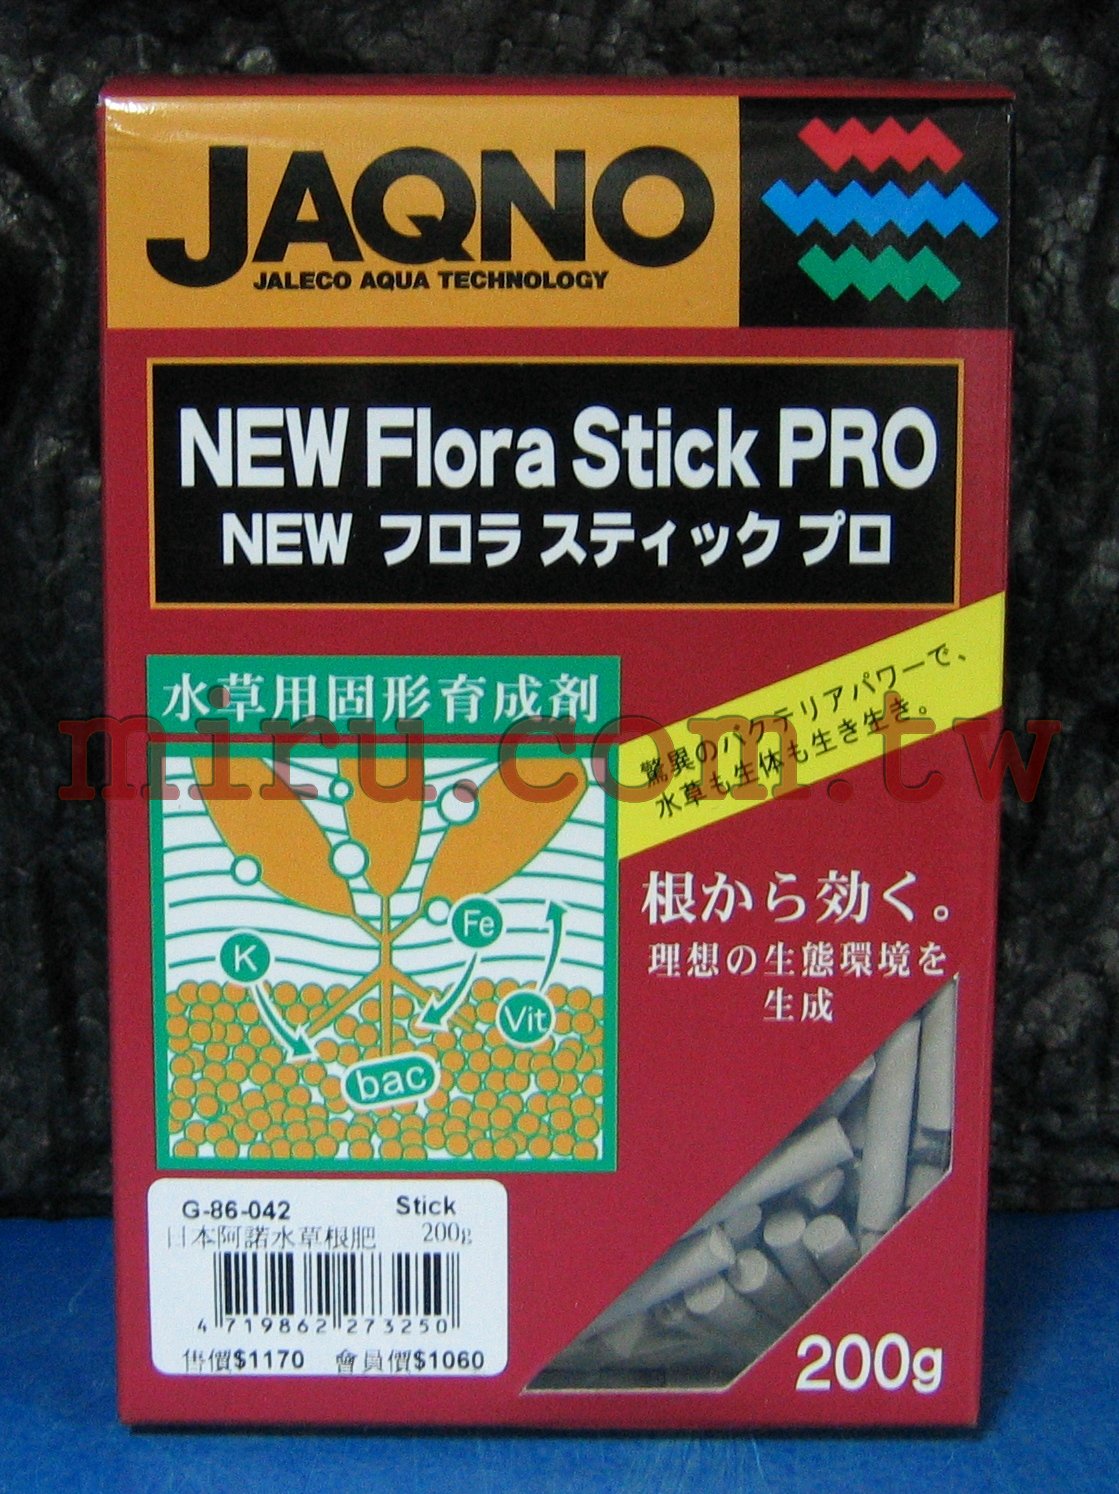 JAQNO
JALECO AQUA TECHNOLOGY
NEW Flora Stick PRO
NEW フロラ スティック プロ
水草用固形育成剤
驚異のバクテリアパワーで、
水草も生体も生き生き。
miru.com.tw
根から効く。
理想の生態環境を
生成
K
Fe
Vit
bac
G-86-042 Stick
日本阿諾水草根肥 200g
4 719862 273250
售價$1170 會員價$1060
200g